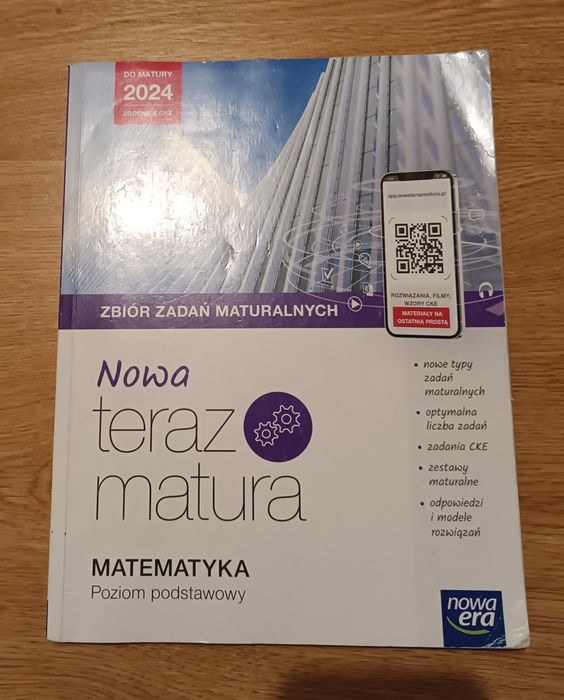 DO MATURY
2024
ZGODNE Z CKE
app.nowaterazmatura.pl
ROZWIĄZANIA, FILMY,
WZORY CKE
MATERIAŁY NA
OSTATNIĄ PROSTĄ
ZBIÓR ZADAŃ MATURALNYCH
Nowa
teraz
matura
• nowe typy
zadań
maturalnych
• optymalna
liczba zadań
• zadania CKE
• zestawy
maturalne
• odpowiedzi
i modele
rozwiązań
MATEMATYKA
Poziom podstawowy
nowa
era